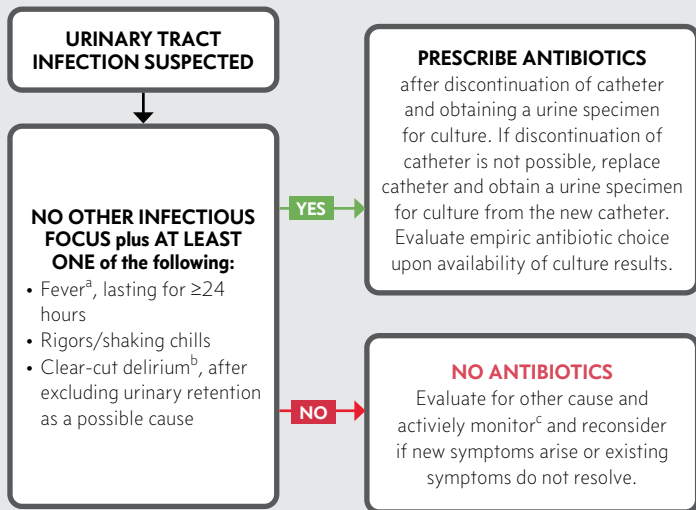 URINARY TRACT
INFECTION SUSPECTED
NO OTHER INFECTIOUS
FOCUS plus AT LEAST
ONE of the following:
• Feverᵃ, lasting for ≥24
hours
• Rigors/shaking chills
• Clear-cut deliriumᵇ, after
excluding urinary retention
as a possible cause
YES
PRESCRIBE ANTIBIOTICS
after discontinuation of catheter
and obtaining a urine specimen
for culture. If discontinuation of
catheter is not possible, replace
catheter and obtain a urine specimen
for culture from the new catheter.
Evaluate empiric antibiotic choice
upon availability of culture results.
NO
NO ANTIBIOTICS
Evaluate for other cause and
activiely monitorᶜ and reconsider
if new symptoms arise or existing
symptoms do not resolve.